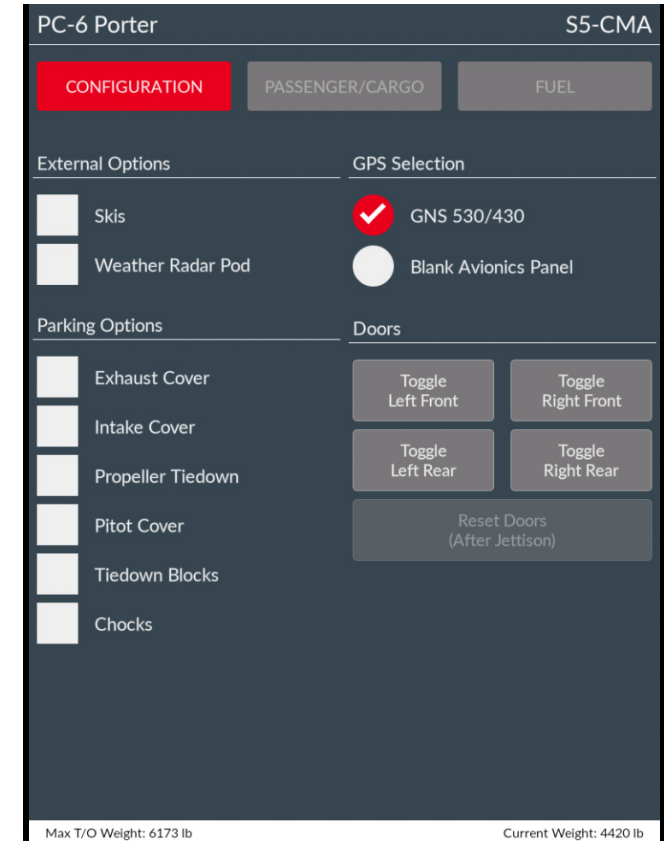 PC-6 Porter
S5-CMA
CONFIGURATION
PASSENGER/CARGO
FUEL
External Options
Skis
Weather Radar Pod
GPS Selection
GNS 530/430
Blank Avionics Panel
Parking Options
Exhaust Cover
Intake Cover
Propeller Tiedown
Pitot Cover
Tiedown Blocks
Chocks
Doors
Toggle
Left Front
Toggle
Right Front
Toggle
Left Rear
Toggle
Right Rear
Reset Doors
(After Jettison)
Max T/O Weight: 6173 lb
Current Weight: 4420 lb